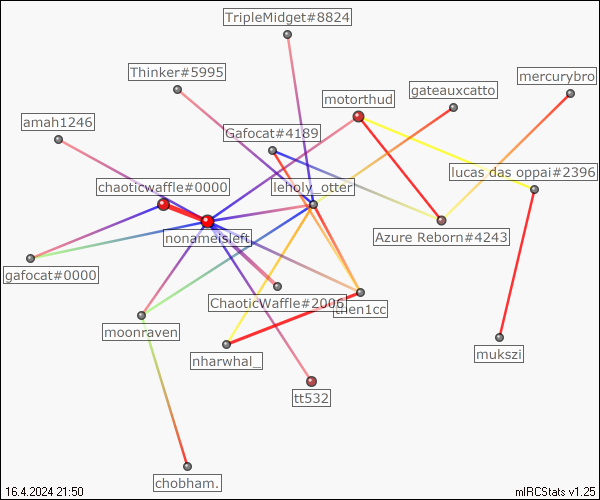 TripleMidget#8824
Thinker#5995
mercurybro
gateauxcatto
motorthud
amah1246
Gafocat#4189
lucas das oppai#2396
chaoticwaffle#0000
leholy_otter
nonameisleft
Azure Reborn#4243
gafocat#0000
ChaoticWaffle#2006
then1cc
moonraven
mukszi
nharwhal_
tt532
chobham.
16.4.2024 21:50
mIRCStats v1.25